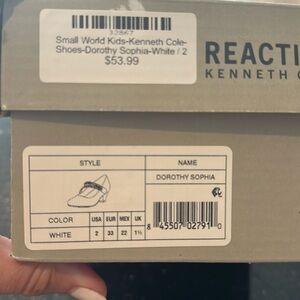 12867
Small World Kids-Kenneth Cole-
Shoes-Dorothy Sophia-White / 2
$53.99
REACTI
KENNETH C
STYLE
NAME
DOROTHY SOPHIA
COLOR USA EUR MEX UK
WHITE 2 33 22 1½
8 45507 02791 0